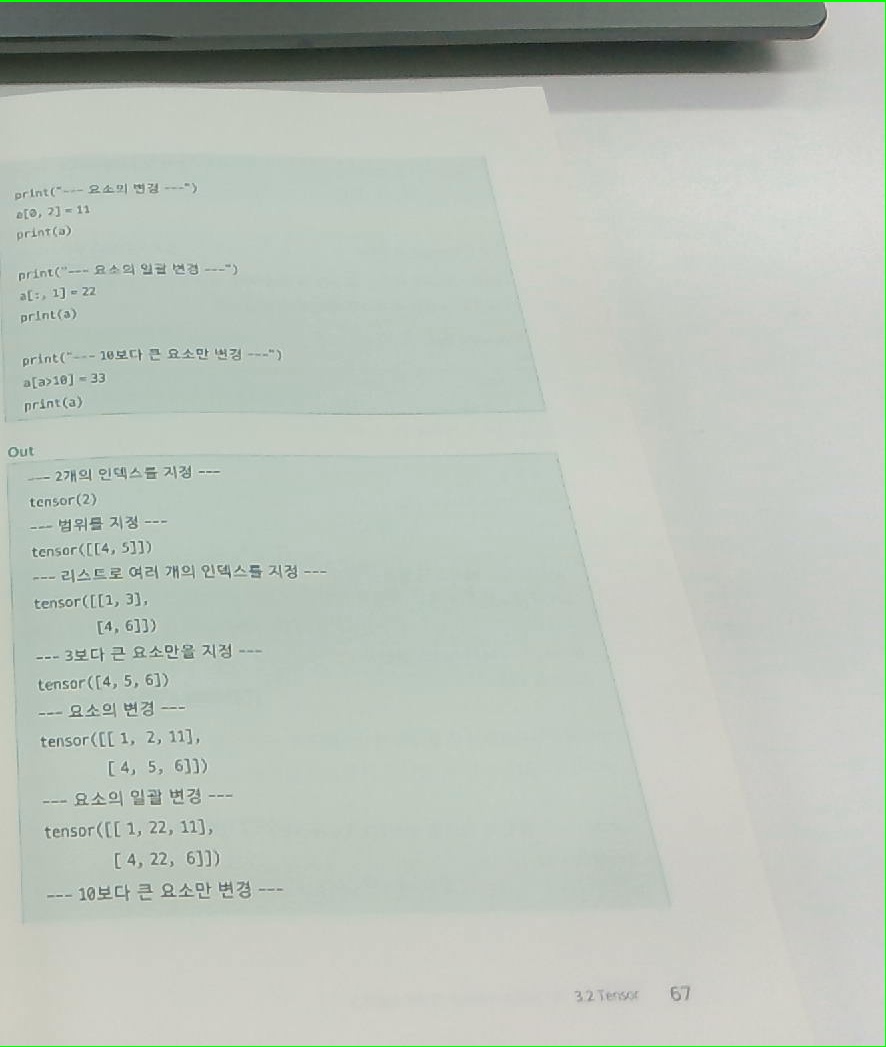 print("--- 요소의 변경 ---")
a[0, 2] = 11
print(a)
print("--- 요소의 일괄 변경 ---")
a[:, 1] = 22
print(a)
print("--- 10보다 큰 요소만 변경 ---")
a[a>10] = 33
print(a)
Out
--- 2개의 인덱스를 지정 ---
tensor(2)
--- 범위를 지정 ---
tensor([[4, 5]])
--- 리스트로 여러 개의 인덱스를 지정 ---
tensor([[1, 3],
[4, 6]])
--- 3보다 큰 요소만을 지정 ---
tensor([4, 5, 6])
--- 요소의 변경 ---
tensor([[ 1, 2, 11],
[ 4, 5, 6]])
--- 요소의 일괄 변경 ---
tensor([[ 1, 22, 11],
[ 4, 22, 6]])
--- 10보다 큰 요소만 변경 ---
3.2 Tensor 67